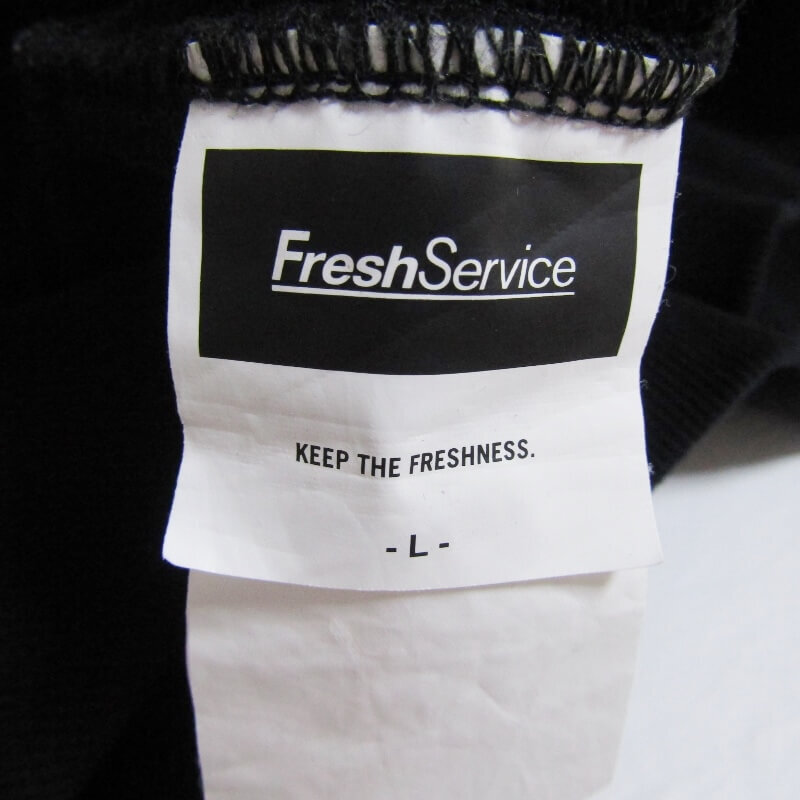 FreshService
KEEP THE FRESHNESS.
- L -